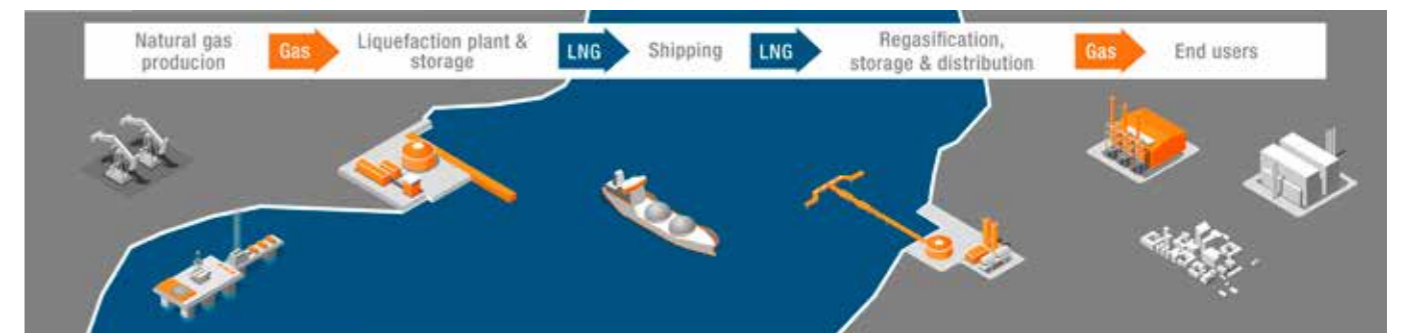 Natural gas
producion
Gas
Liquefaction plant &
storage
LNG
Shipping
LNG
Regasification,
storage & distribution
Gas
End users